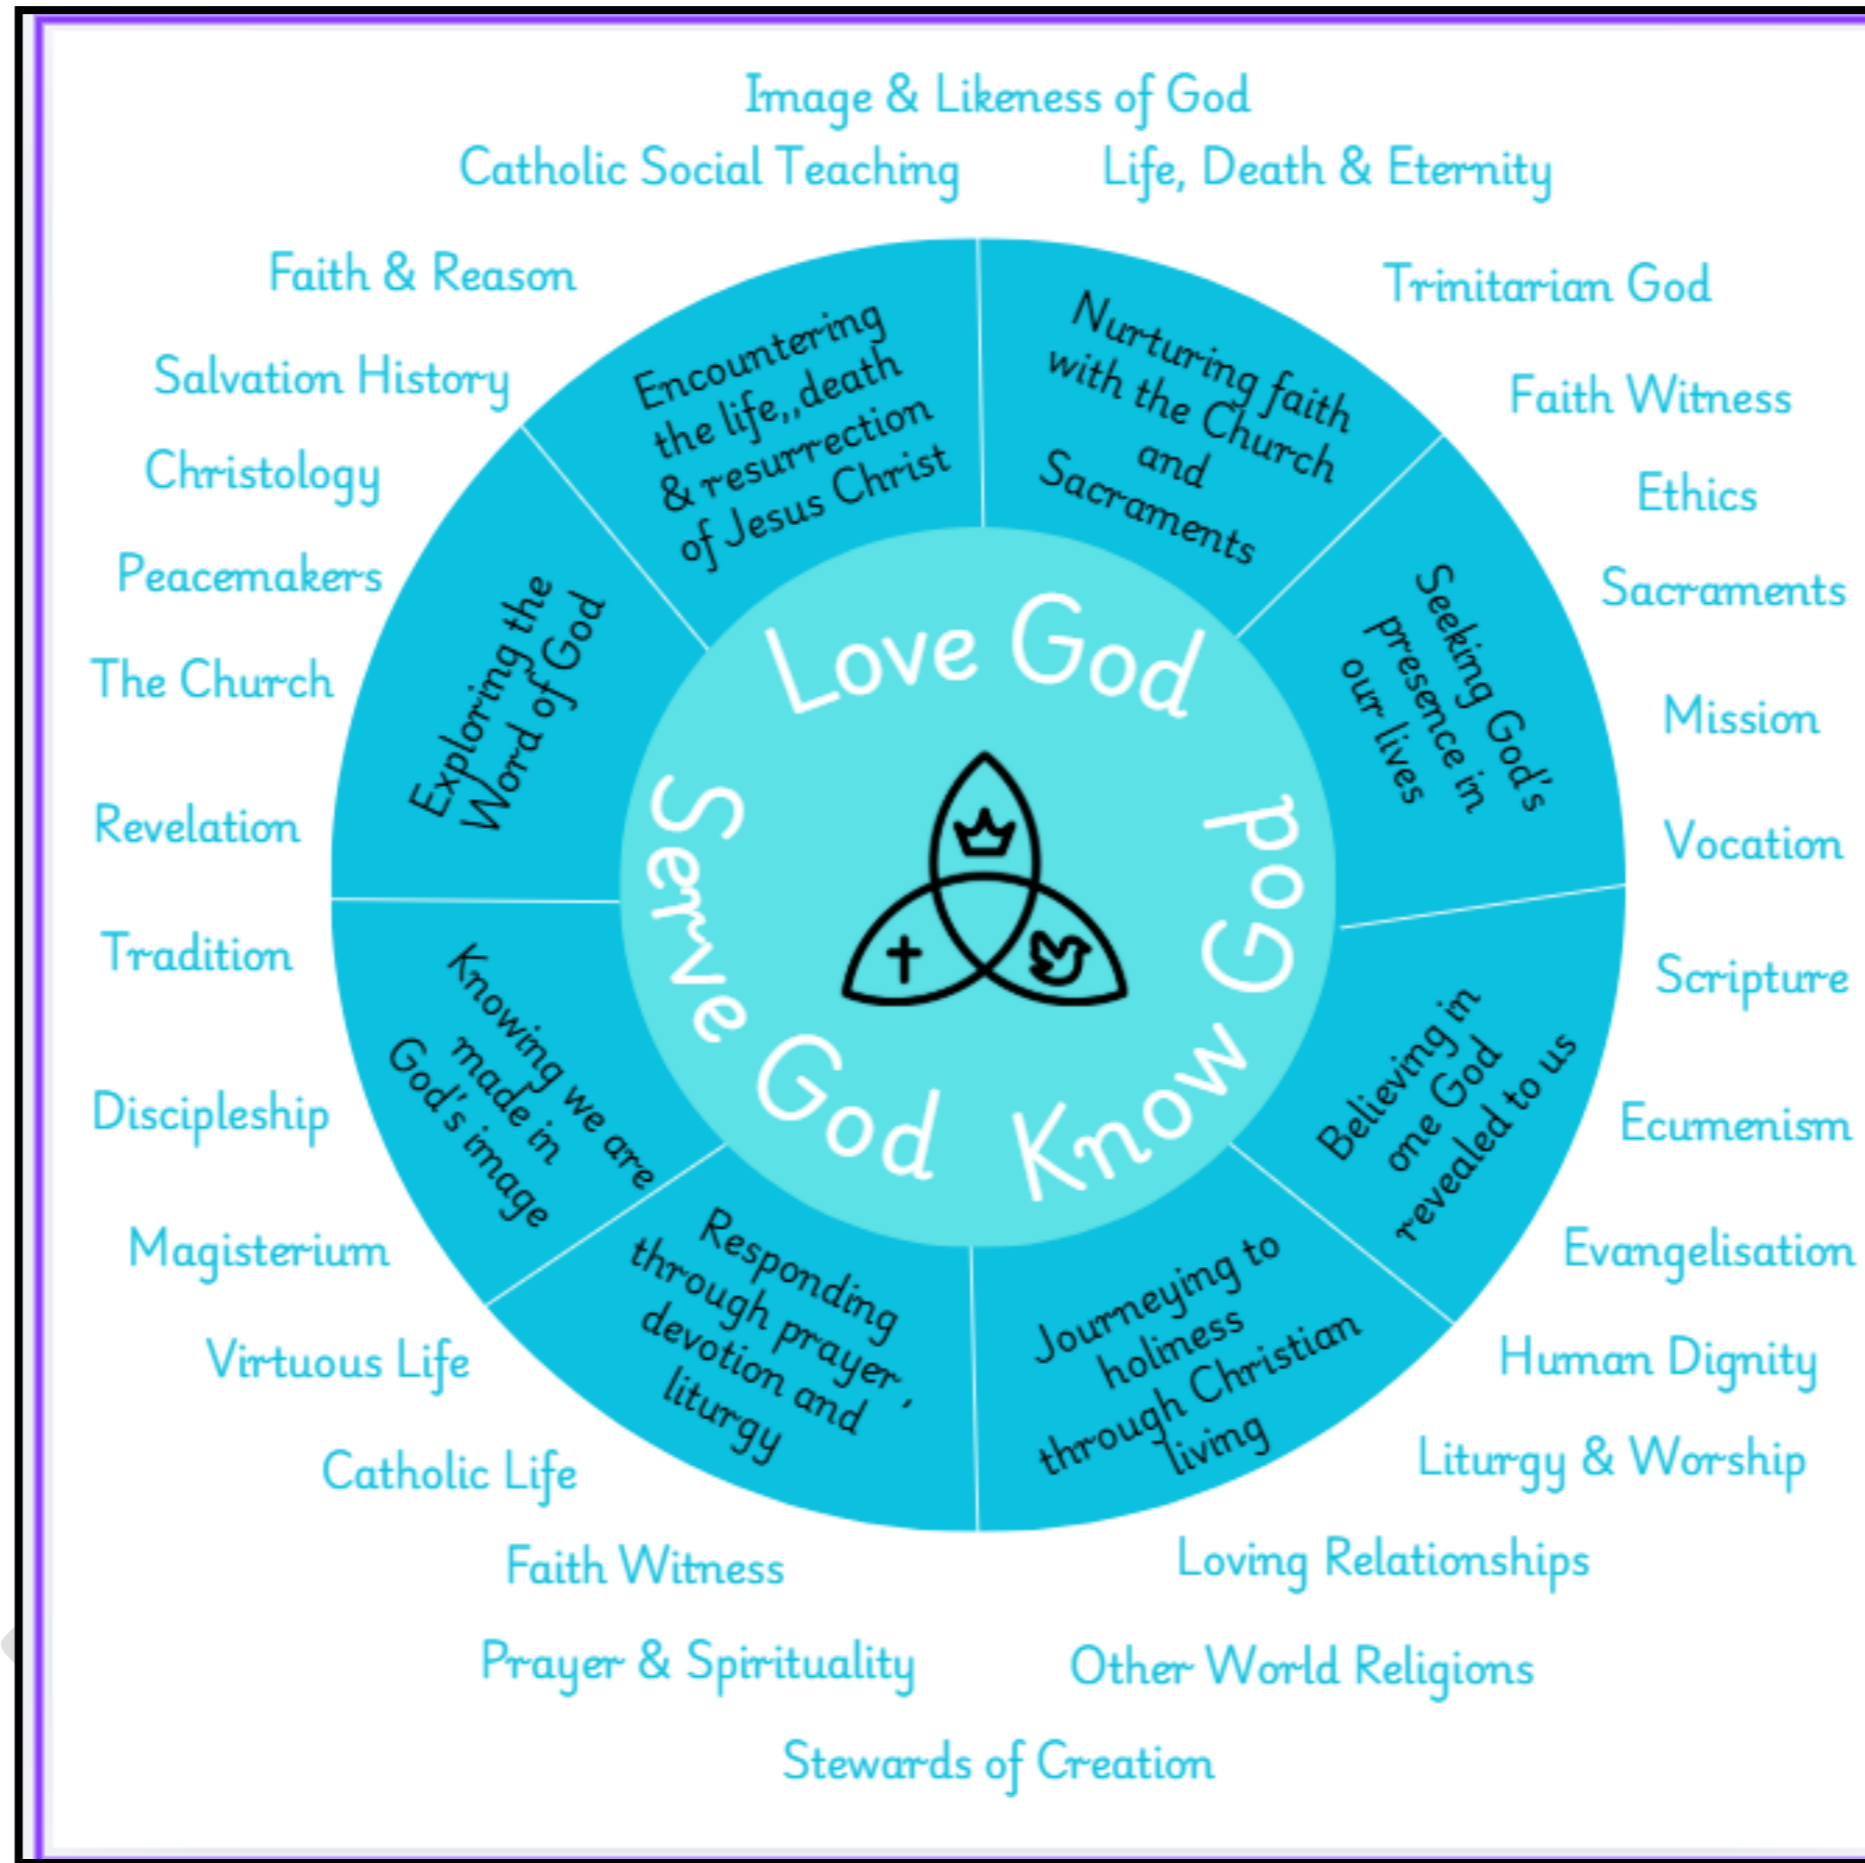 Image & Likeness of God
Catholic Social Teaching
Life, Death & Eternity
Faith & Reason
Trinitarian God
Salvation History
Faith Witness
Christology
Ethics
Peacemakers
Sacraments
The Church
Mission
Revelation
Vocation
Tradition
Scripture
Discipleship
Ecumenism
Magisterium
Evangelisation
Virtuous Life
Human Dignity
Catholic Life
Liturgy & Worship
Faith Witness
Loving Relationships
Prayer & Spirituality
Other World Religions
Stewards of Creation
Encountering
the life,,death
& resurrection
of Jesus Christ
Nurturing faith
with the Church
and
Sacraments
Seeking God's
presence in
our lives
Believing in
one God
revealed to us
Journeying to
holiness
through Christian
living
Responding
through prayer,
devotion and
liturgy
Knowing we are
made in
God's image
Exploring the
Word of God
Love God
Know God
Serve God